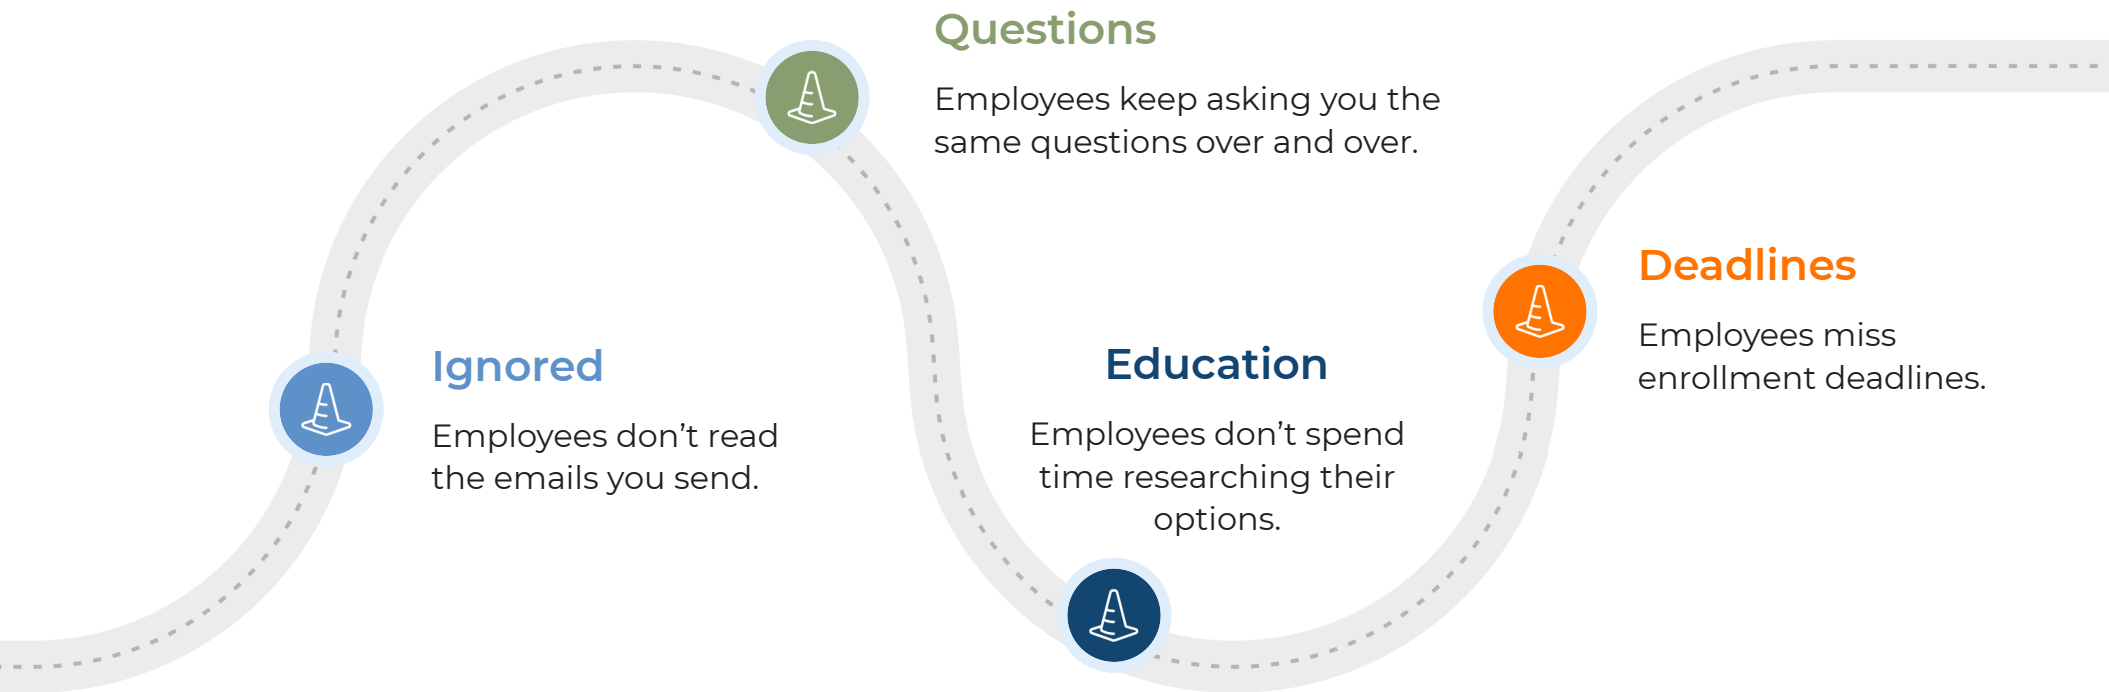 Questions
Employees keep asking you the
same questions over and over.
Ignored
Employees don’t read
the emails you send.
Education
Employees don’t spend
time researching their
options.
Deadlines
Employees miss
enrollment deadlines.